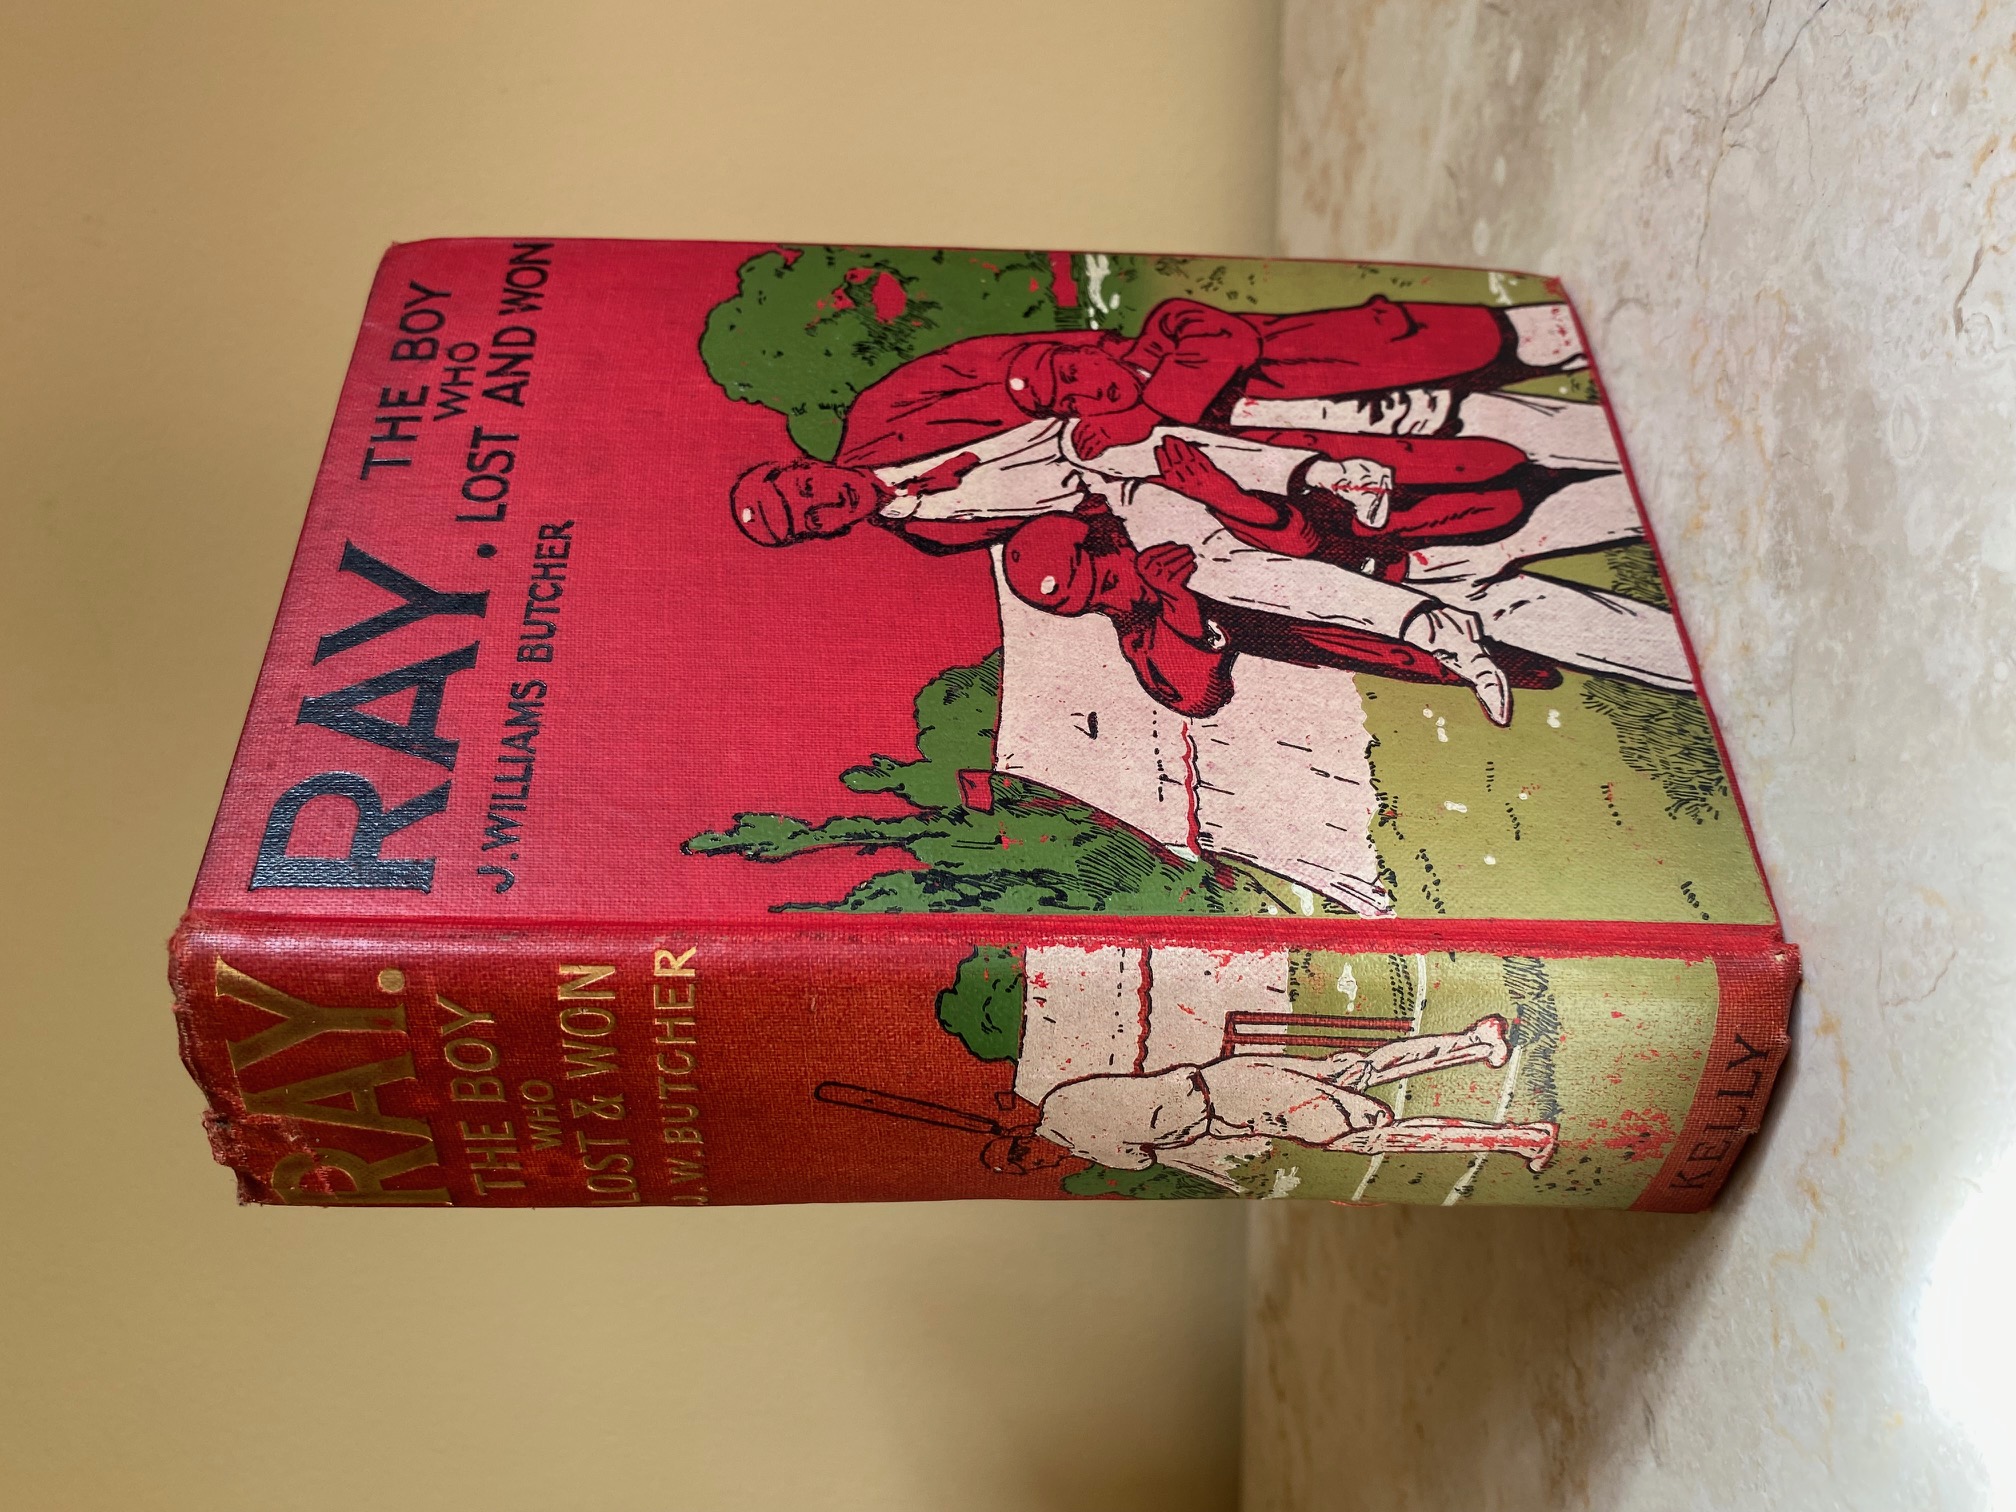 RAY. THE BOY
WHO
LOST AND WON
J. WILLIAMS BUTCHER
RAY.
THE BOY
WHO
LOST & WON
J.W. BUTCHER
KELLY